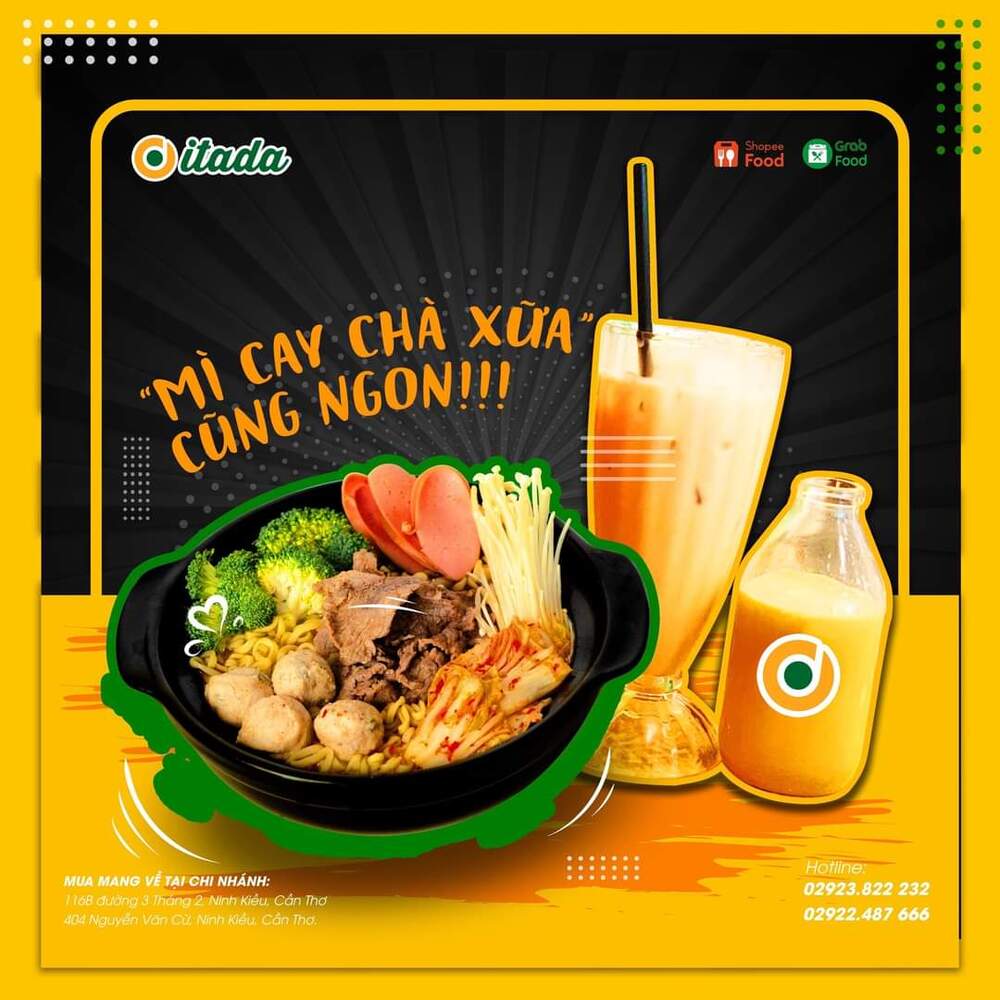 ditada
Shopee
Food
Grab
Food
"MÌ CAY CHÀ XỮA"
CŨNG NGON!!!
d
MUA MANG VỀ TẠI CHI NHÁNH:
116B đường 3 Tháng 2, Ninh Kiều, Cần Thơ
404 Nguyễn Văn Cừ, Ninh Kiều, Cần Thơ.
Hotline:
02923.822 232
02922.487 666